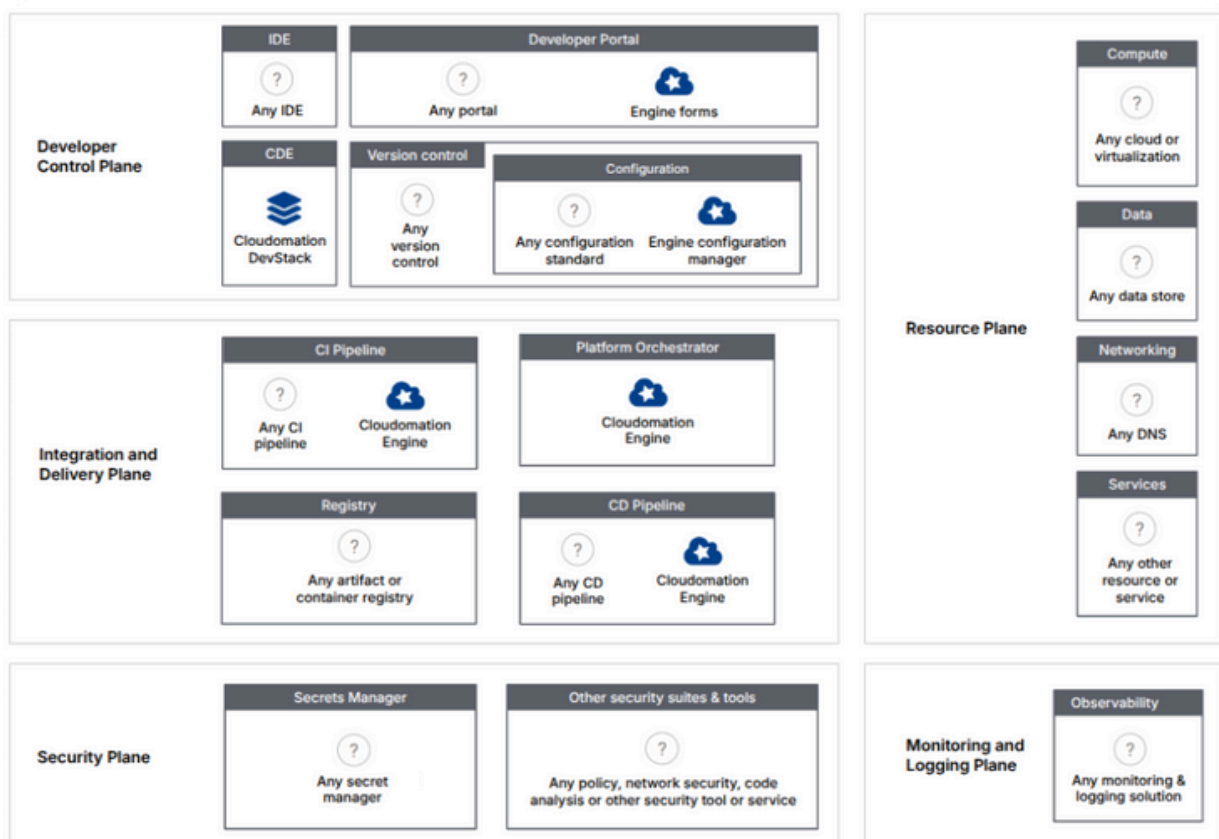 Developer
Control Plane
IDE
?
Any IDE
Developer Portal
?
Any portal
Engine forms
CDE
Cloudomation
DevStack
Version control
?
Any
version
control
Configuration
?
Any configuration
standard
Engine configuration
manager
Integration and
Delivery Plane
CI Pipeline
?
Any CI
pipeline
Cloudomation
Engine
Platform Orchestrator
Cloudomation
Engine
Registry
?
Any artifact or
container registry
CD Pipeline
?
Any CD
pipeline
Cloudomation
Engine
Security Plane
Secrets Manager
?
Any secret
manager
Other security suites & tools
?
Any policy, network security, code
analysis or other security tool or service
Resource Plane
Compute
?
Any cloud or
virtualization
Data
?
Any data store
Networking
?
Any DNS
Services
?
Any other
resource or
service
Monitoring and
Logging Plane
Observability
?
Any monitoring &
logging solution